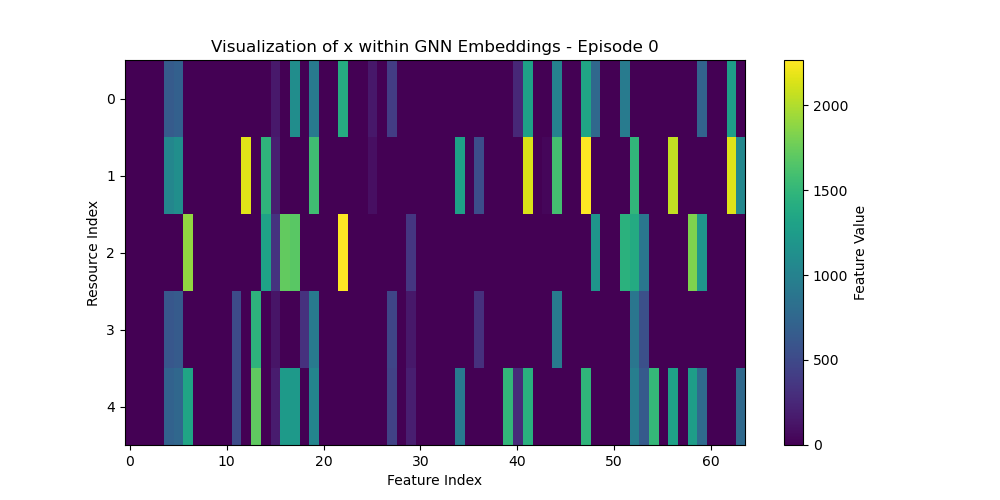 Visualization of x within GNN Embeddings - Episode 0
Resource Index
0
1
2
3
4
0 10 20 30 40 50 60
Feature Index
2000
1500
1000
500
0
Feature Value